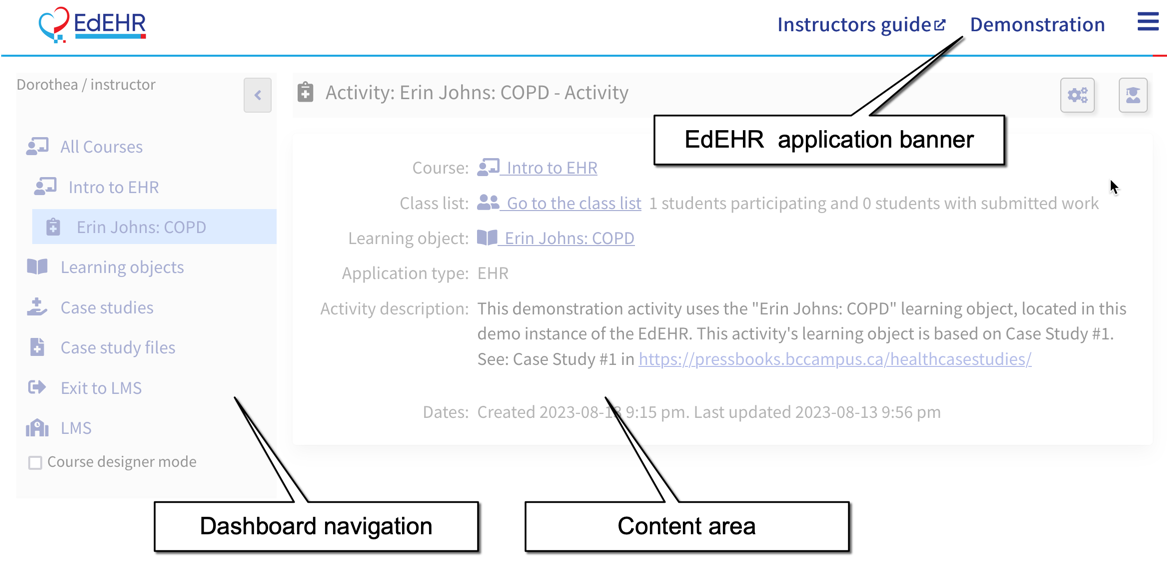 EdEHR
Instructors guide Demonstration
Dorothea / instructor
Activity: Erin Johns: COPD - Activity
EdEHR application banner
All Courses
Intro to EHR
Erin Johns: COPD
Learning objects
Case studies
Case study files
Exit to LMS
LMS
Course designer mode
Course: Intro to EHR
Class list: Go to the class list 1 students participating and 0 students with submitted work
Learning object: Erin Johns: COPD
Application type: EHR
Activity description: This demonstration activity uses the "Erin Johns: COPD" learning object, located in this
demo instance of the EdEHR. This activity's learning object is based on Case Study #1.
See: Case Study #1 in https://pressbooks.bccampus.ca/healthcasestudies/
Dates: Created 2023-08-13 9:15 pm. Last updated 2023-08-13 9:56 pm
Dashboard navigation
Content area